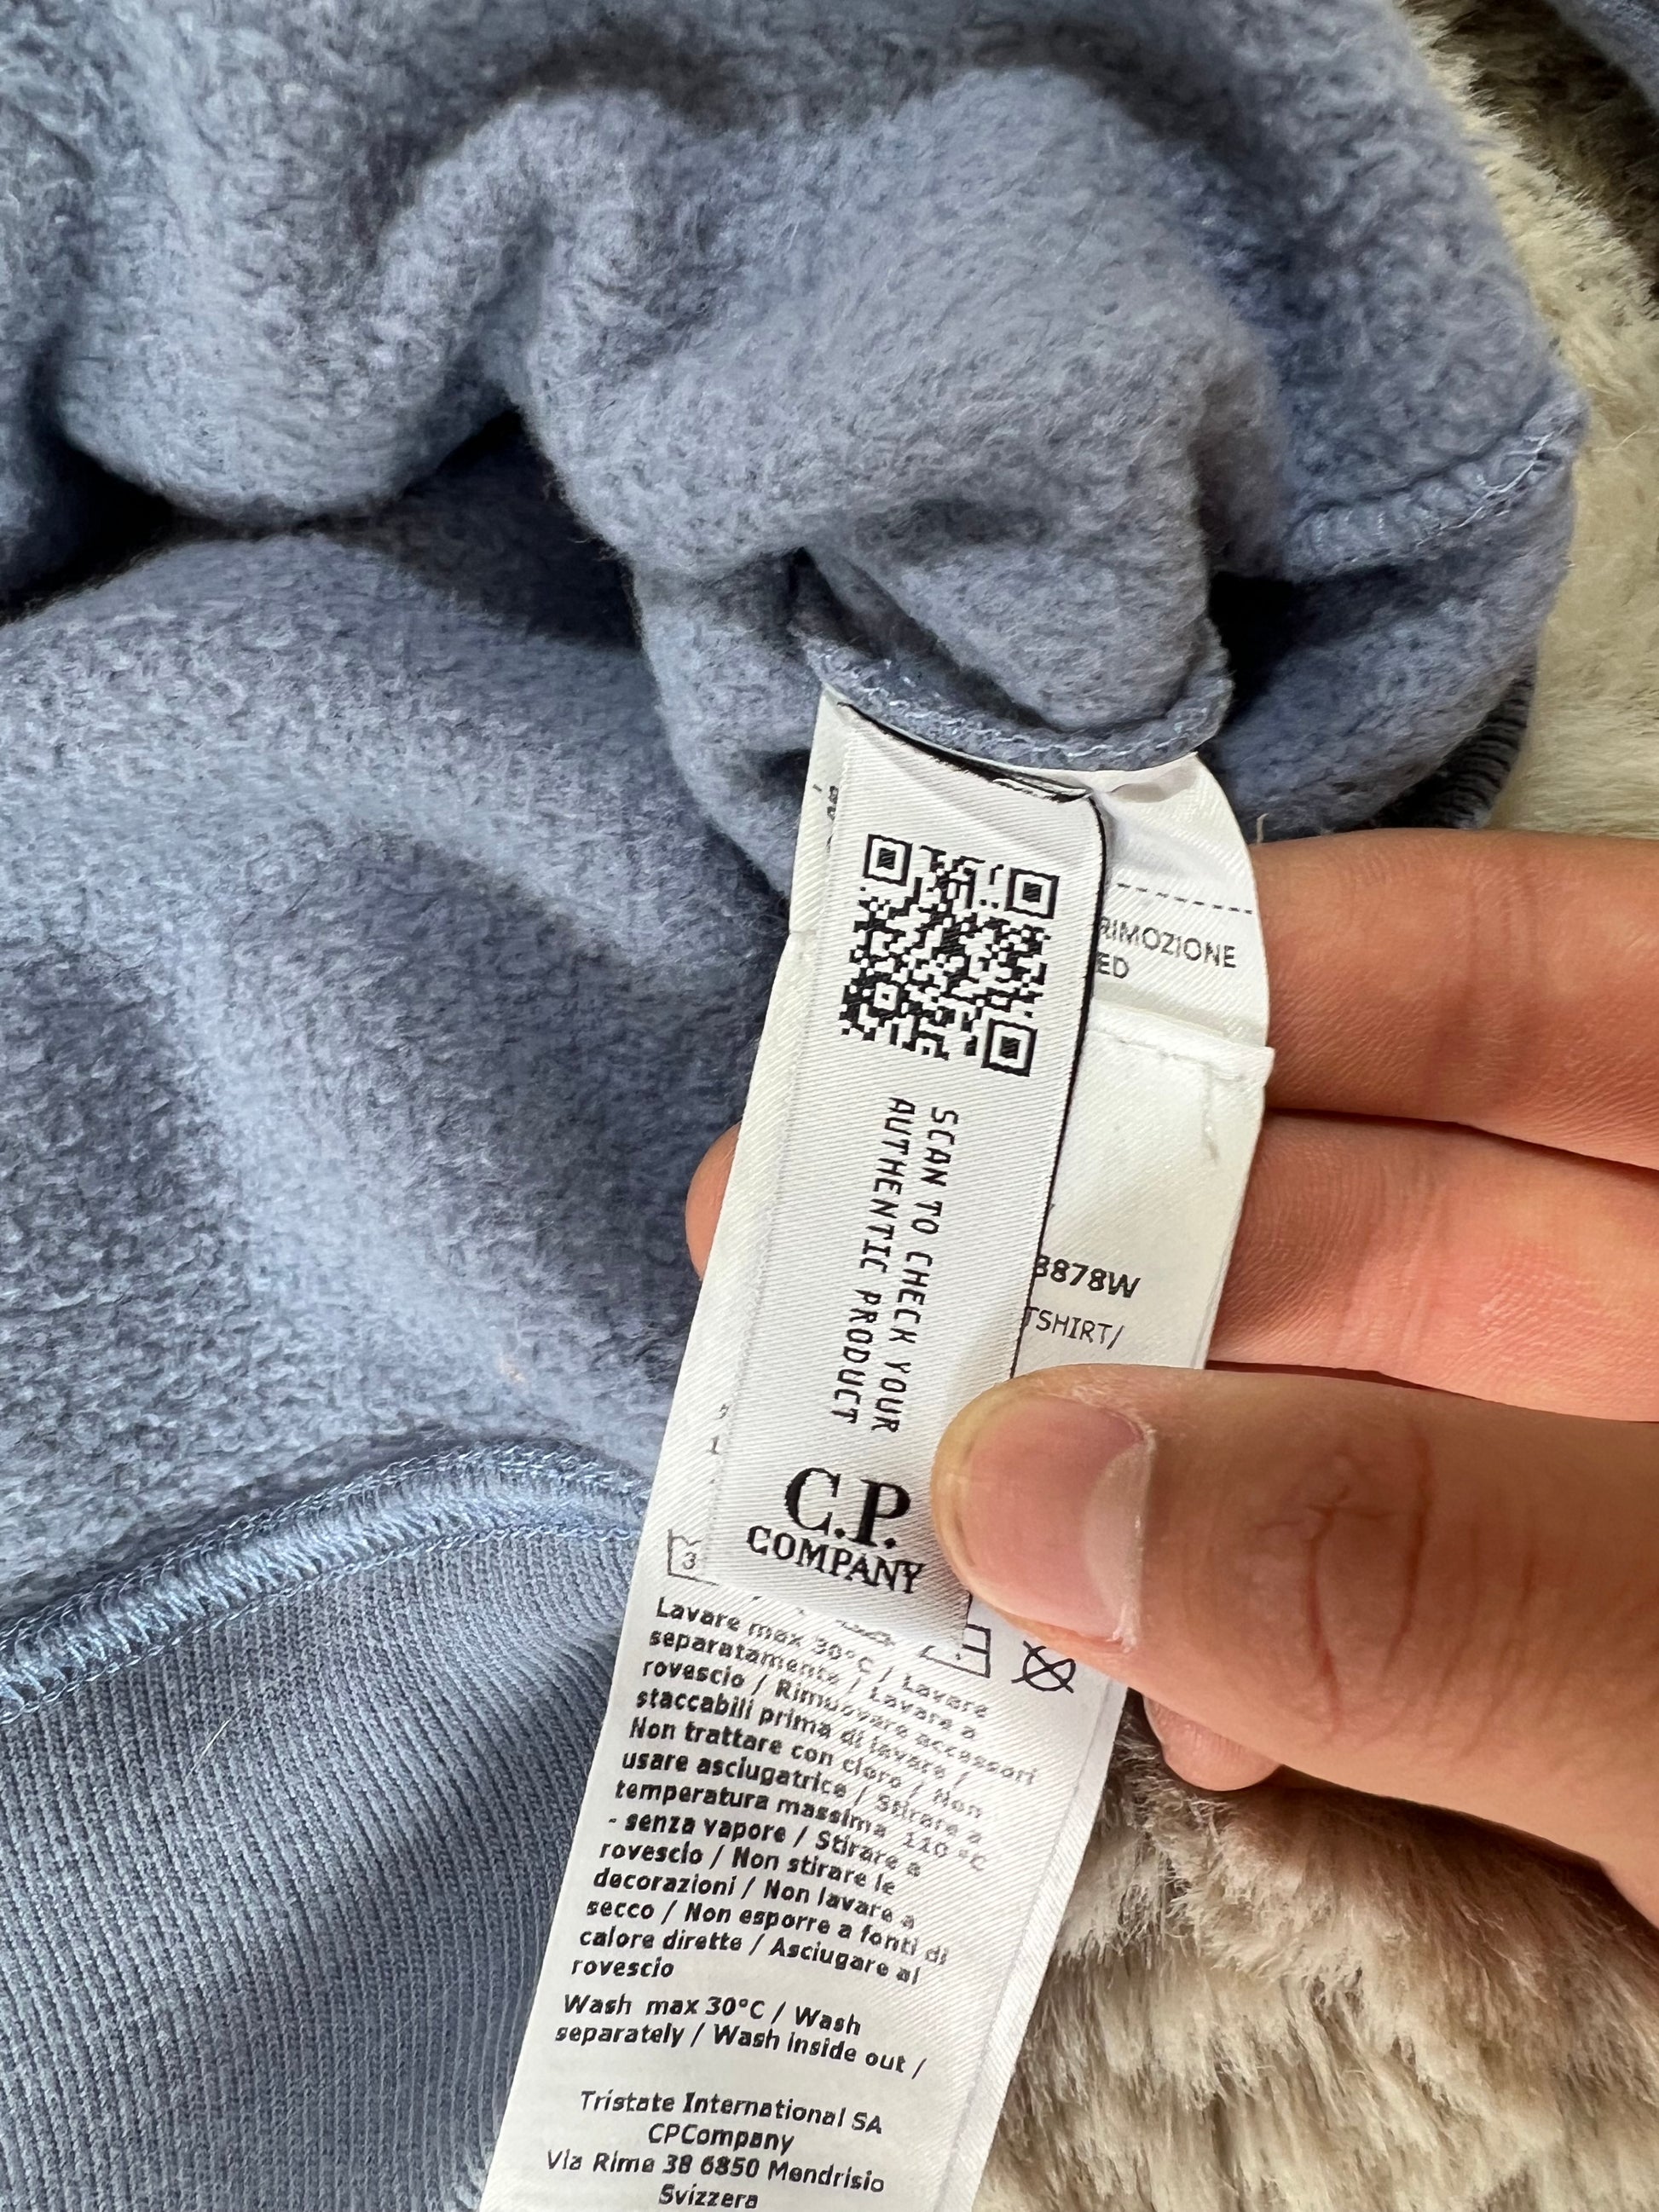 SCAN TO CHECK YOUR
AUTHENTIC PRODUCT
C.P.
COMPANY
RIMOZIONE
ED
3878W
TSHIRT/
3
Lavare max 30°C / Lavare
separatamente / Lavare a
rovescio / Rimuovere accessori
staccabili prima di lavare /
Non trattare con cloro / Non
usare asciugatrice / Stirare a
temperatura massima 110 °C
- senza vapore / Stirare a
rovescio / Non stirare le
decorazioni / Non lavare a
secco / Non esporre a fonti di
calore dirette / Asciugare al
rovescio
Wash max 30°C / Wash
separately / Wash inside out /
Tristate International SA
CPCompany
Via Rime 38 6850 Mendrisio
Svizzera